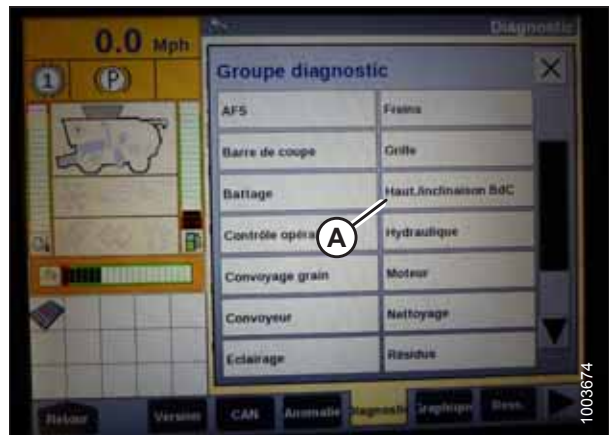 0.0 Mph
Diagnostic
1
P
Groupe diagnostic
AFS
Freins
Barre de coupe
Grille
Battage
Haut./Inclinaison BdC
A
Contrôle opéra
Hydraulique
Convoyage grain
Moteur
Convoyeur
Nettoyage
Eclairage
Résidus
Retour
Version
CAN
Anomalie
1003674